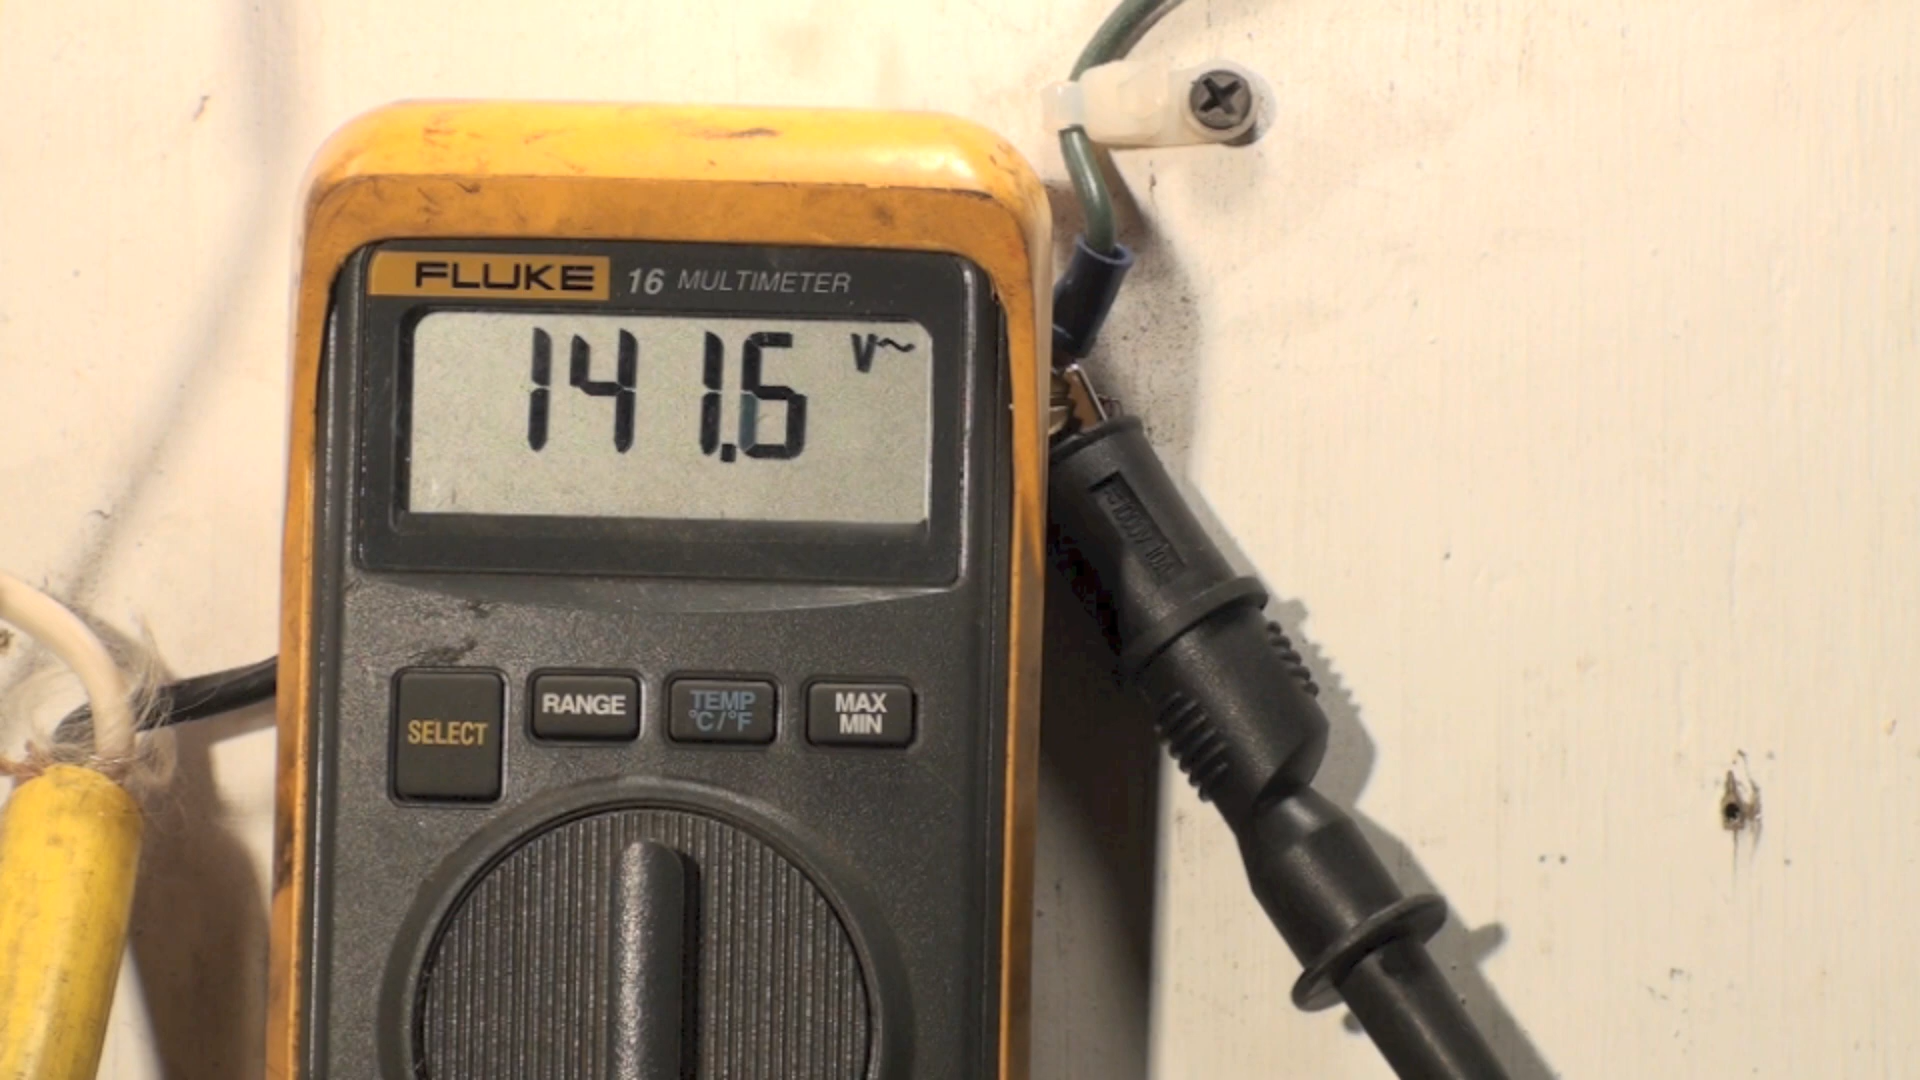 FLUKE 16 MULTIMETER
141.6 V~
SELECT
RANGE
TEMP
°C/°F
MAX
MIN